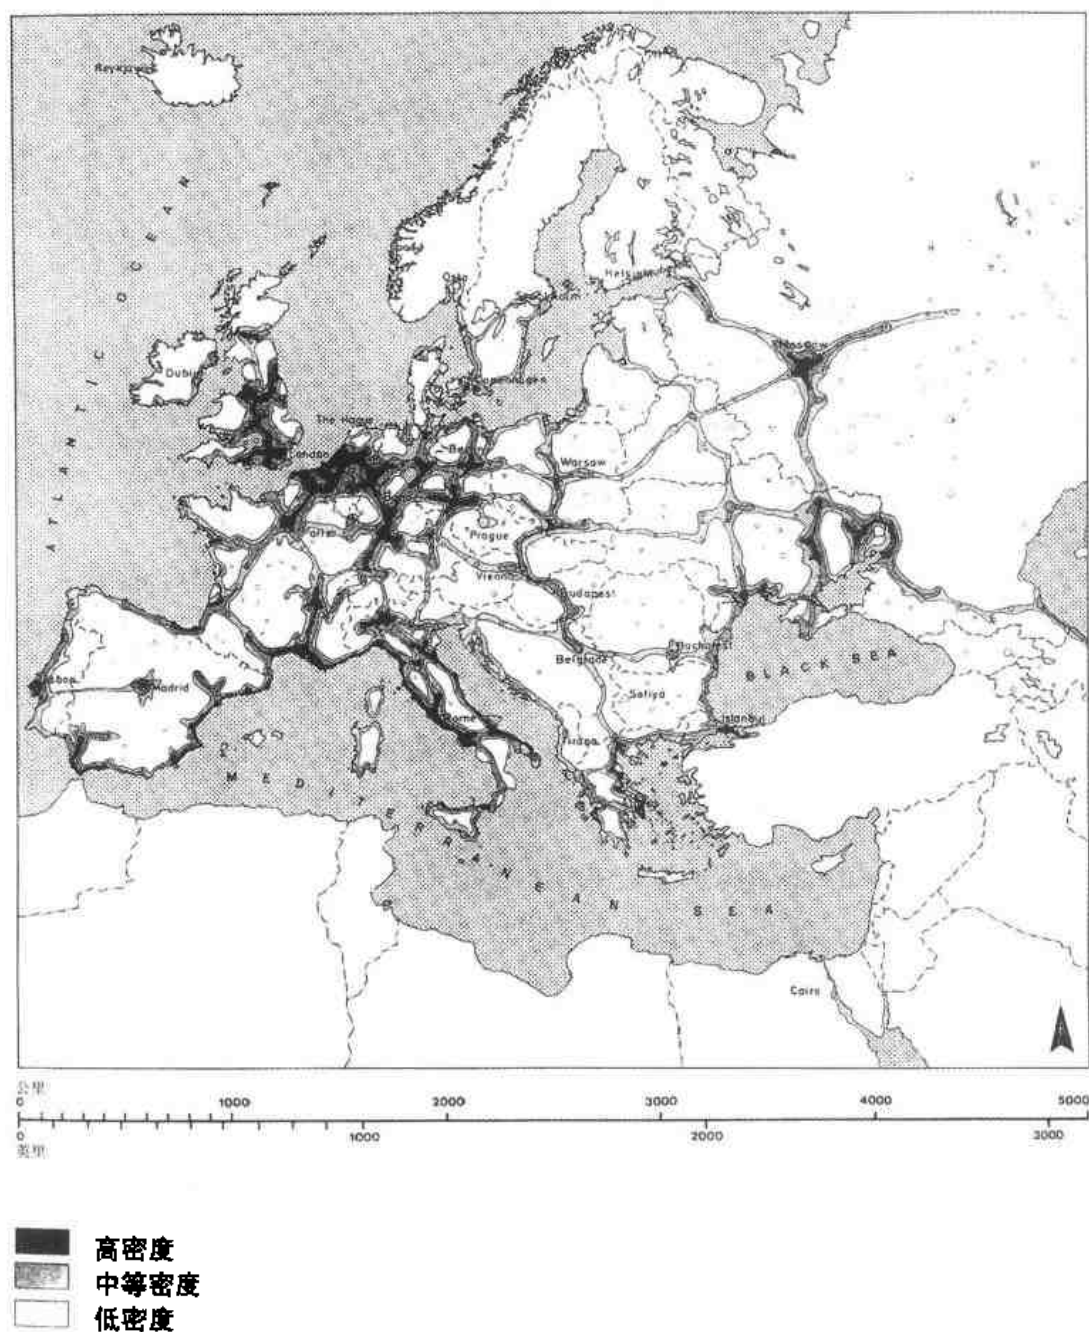 Reykjavik
ATLANTIC OCEAN
Oslo
Helsinki
Stockholm
Copenhagen
Dublin
The Hague
London
Warsaw
Prague
Vienna
Budapest
Belgrade
Bucharest
BLACK SEA
Sofiya
Istanbul
Lisbon
Madrid
Rome
Tirana
MEDITERRANEAN SEA
Cairo
公里
0 1000 2000 3000 4000 5000
0 1000 2000 3000
英里
高密度
中等密度
低密度